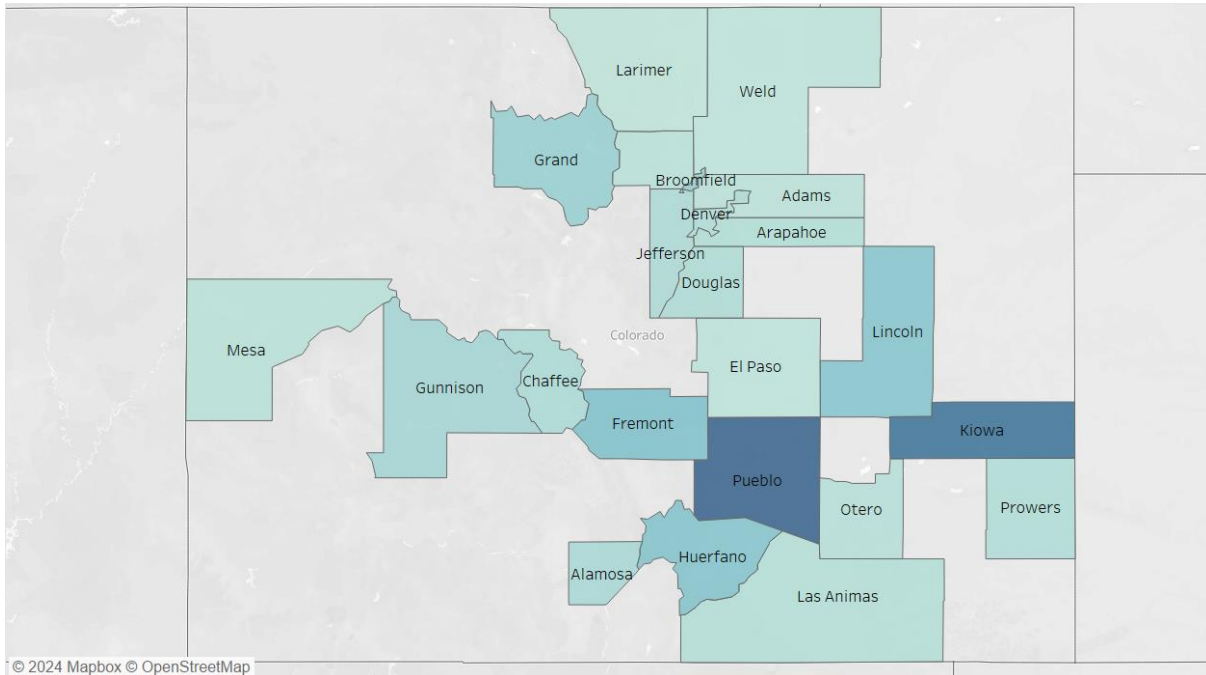 Larimer
Weld
Grand
Broomfield
Adams
Denver
Arapahoe
Jefferson
Douglas
Lincoln
Colorado
Mesa
El Paso
Gunnison
Chaffee
Fremont
Kiowa
Pueblo
Otero
Prowers
Huerfano
Alamosa
Las Animas
© 2024 Mapbox © OpenStreetMap